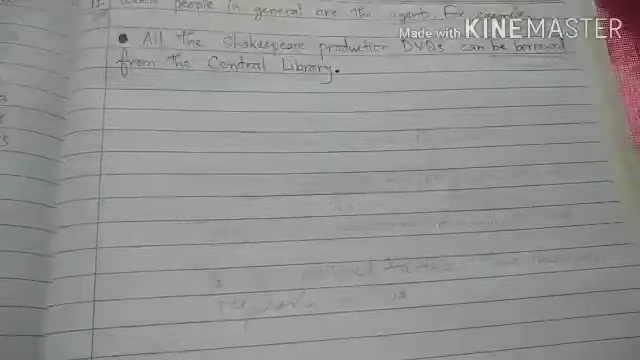 when people in general are the agents. For example
Made with KINEMASTER
• All the Shakespeare production DVDs can be borrowed
from the Central Library.